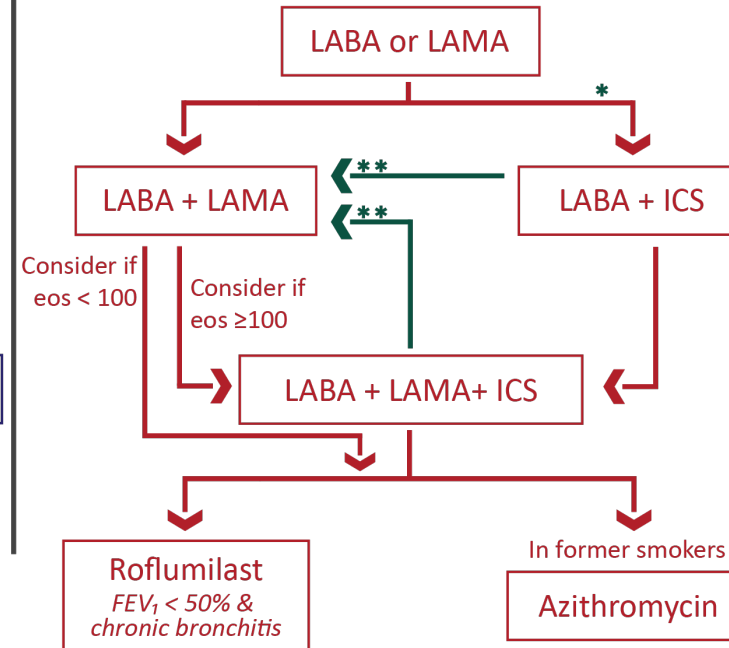 LABA or LAMA
*
LABA + LAMA
**
**
LABA + ICS
Consider if
eos < 100
Consider if
eos ≥100
LABA + LAMA+ ICS
Roflumilast
FEV₁ < 50% &
chronic bronchitis
In former smokers
Azithromycin